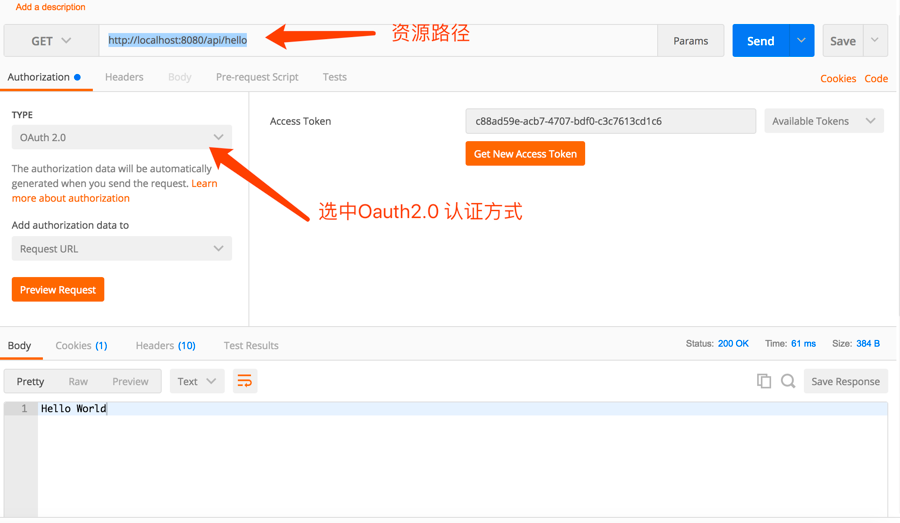 Add a description
GET
http://localhost:8080/api/hello
资源路径
Params
Send
Save
Authorization
Headers
Body
Pre-request Script
Tests
Cookies
Code
TYPE
OAuth 2.0
The authorization data will be automatically
generated when you send the request. Learn
more about authorization
Add authorization data to
Request URL
Preview Request
Access Token
c88ad59e-acb7-4707-bdf0-c3c7613cd1c6
Available Tokens
Get New Access Token
选中Oauth2.0 认证方式
Body
Cookies (1)
Headers (10)
Test Results
Status: 200 OK
Time: 61 ms
Size: 384 B
Pretty
Raw
Preview
Text
Save Response
1
Hello World